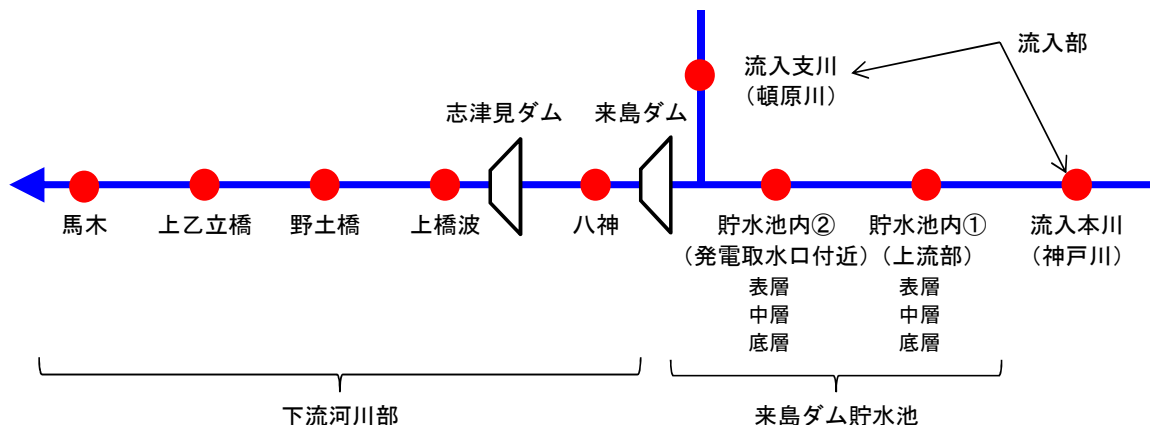 流入部
流入支川
（頓原川）
志津見ダム
来島ダム
馬木
上乙立橋
野土橋
上橋波
八神
貯水池内②
（発電取水口付近）
表層
中層
底層
貯水池内①
（上流部）
表層
中層
底層
流入本川
（神戸川）
下流河川部
来島ダム貯水池